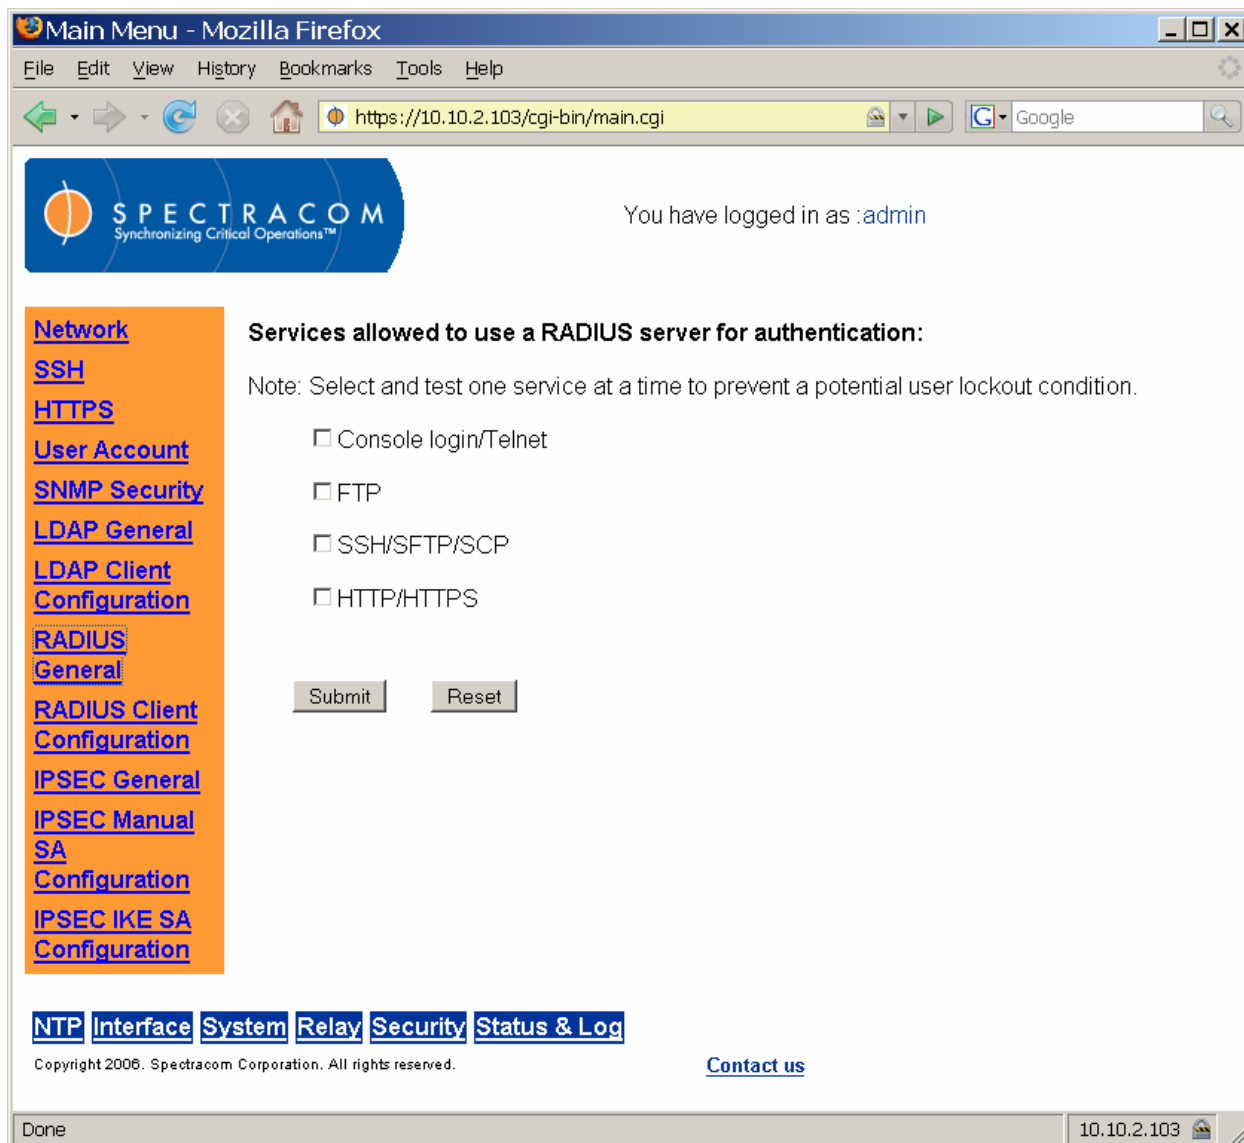 Main Menu - Mozilla Firefox
File Edit View History Bookmarks Tools Help
https://10.10.2.103/cgi-bin/main.cgi
G Google
SPECTRACOM
Synchronizing Critical Operations™
You have logged in as :admin
Network
SSH
HTTPS
User Account
SNMP Security
LDAP General
LDAP Client
Configuration
RADIUS
General
RADIUS Client
Configuration
IPSEC General
IPSEC Manual
SA
Configuration
IPSEC IKE SA
Configuration
Services allowed to use a RADIUS server for authentication:
Note: Select and test one service at a time to prevent a potential user lockout condition.
Console login/Telnet
FTP
SSH/SFTP/SCP
HTTP/HTTPS
Submit Reset
NTP Interface System Relay Security Status & Log
Copyright 2006. Spectracom Corporation. All rights reserved.
Contact us
Done
10.10.2.103